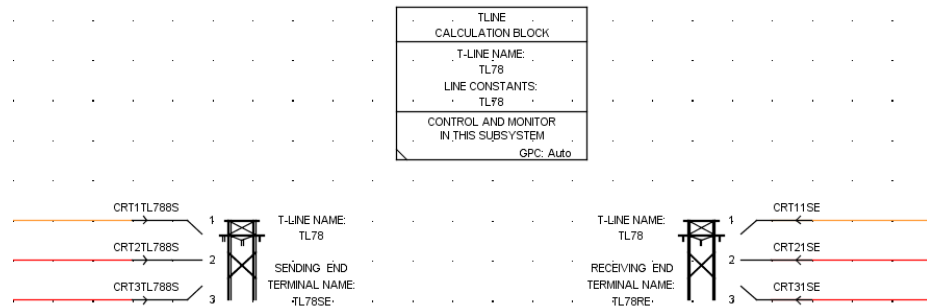 TLINE
CALCULATION BLOCK
T-LINE NAME:
TL78
LINE CONSTANTS:
TL78
CONTROL AND MONITOR
IN THIS SUBSYSTEM
GPC: Auto
CRT1TL788S
1
T-LINE NAME:
TL78
CRT2TL788S
2
SENDING END
TERMINAL NAME:
CRT3TL788S
3
TL78SE
T-LINE NAME:
TL78
1
CRT11SE
RECEIVING END
TERMINAL NAME:
2
CRT21SE
TL78RE
3
CRT31SE